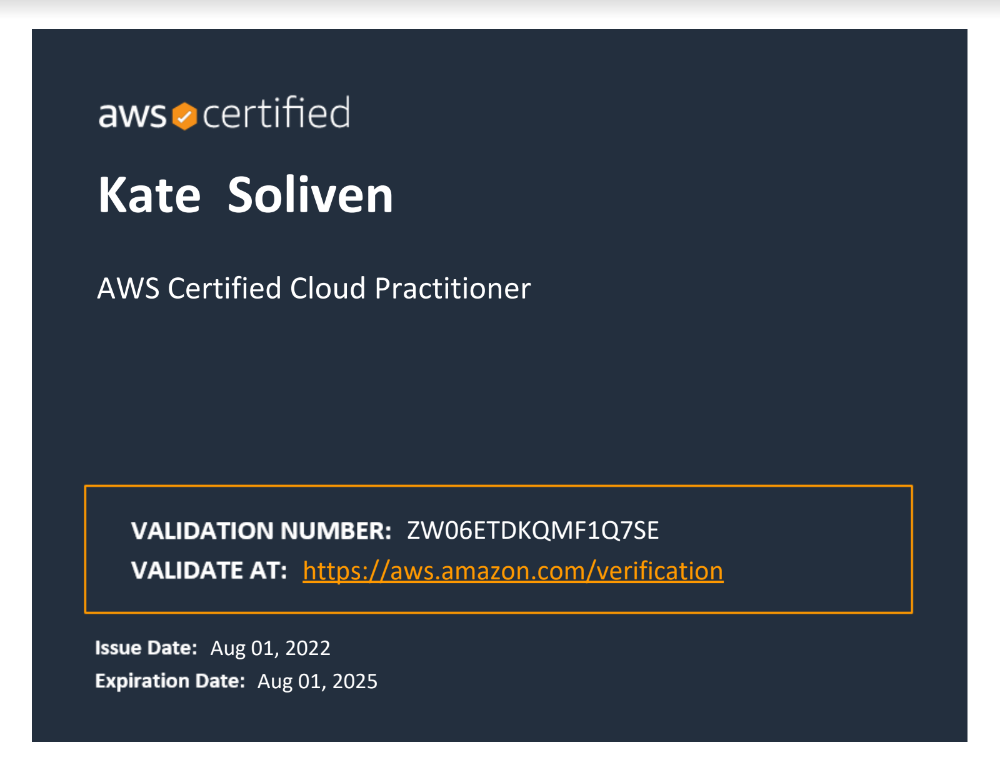 aws certified
Kate Soliven
AWS Certified Cloud Practitioner
VALIDATION NUMBER: ZW06ETDKQMF1Q7SE
VALIDATE AT: https://aws.amazon.com/verification
Issue Date: Aug 01, 2022
Expiration Date: Aug 01, 2025